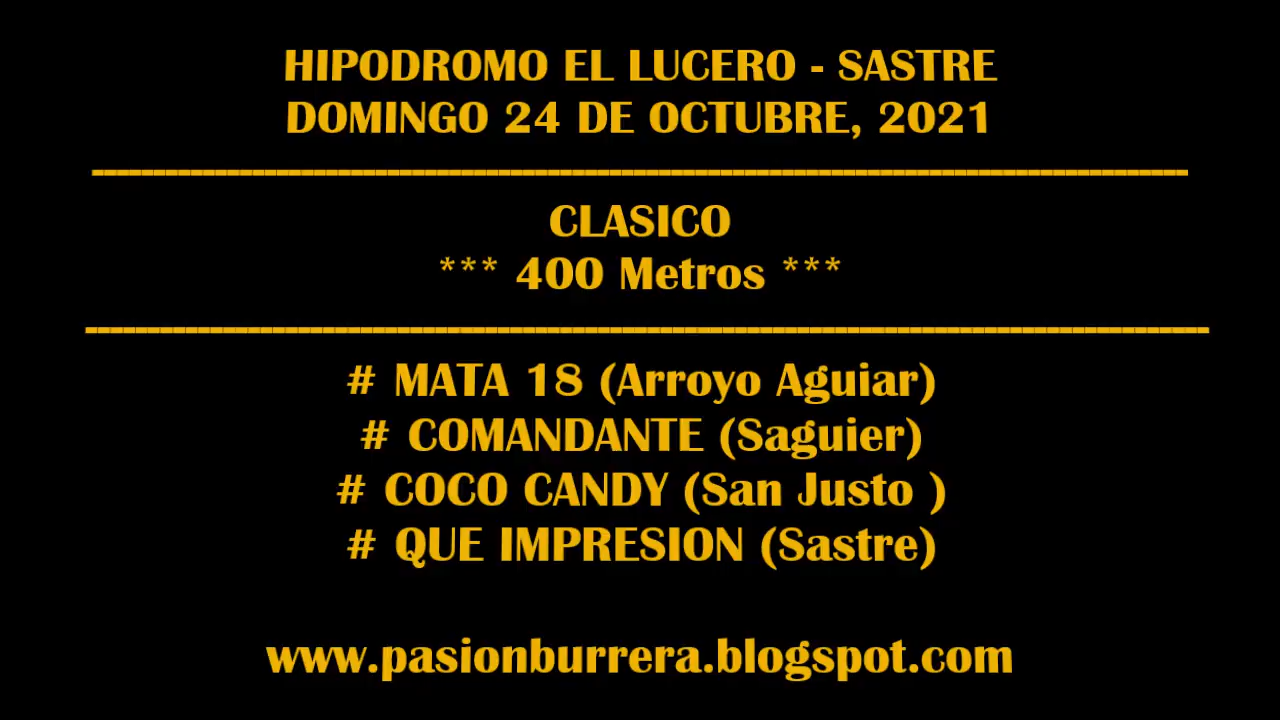 HIPODROMO EL LUCERO - SASTRE
DOMINGO 24 DE OCTUBRE, 2021
CLASICO
*** 400 Metros ***
# MATA 18 (Arroyo Aguiar)
# COMANDANTE (Saguier)
# COCO CANDY (San Justo )
# QUE IMPRESION (Sastre)
www.pasionburrera.blogspot.com